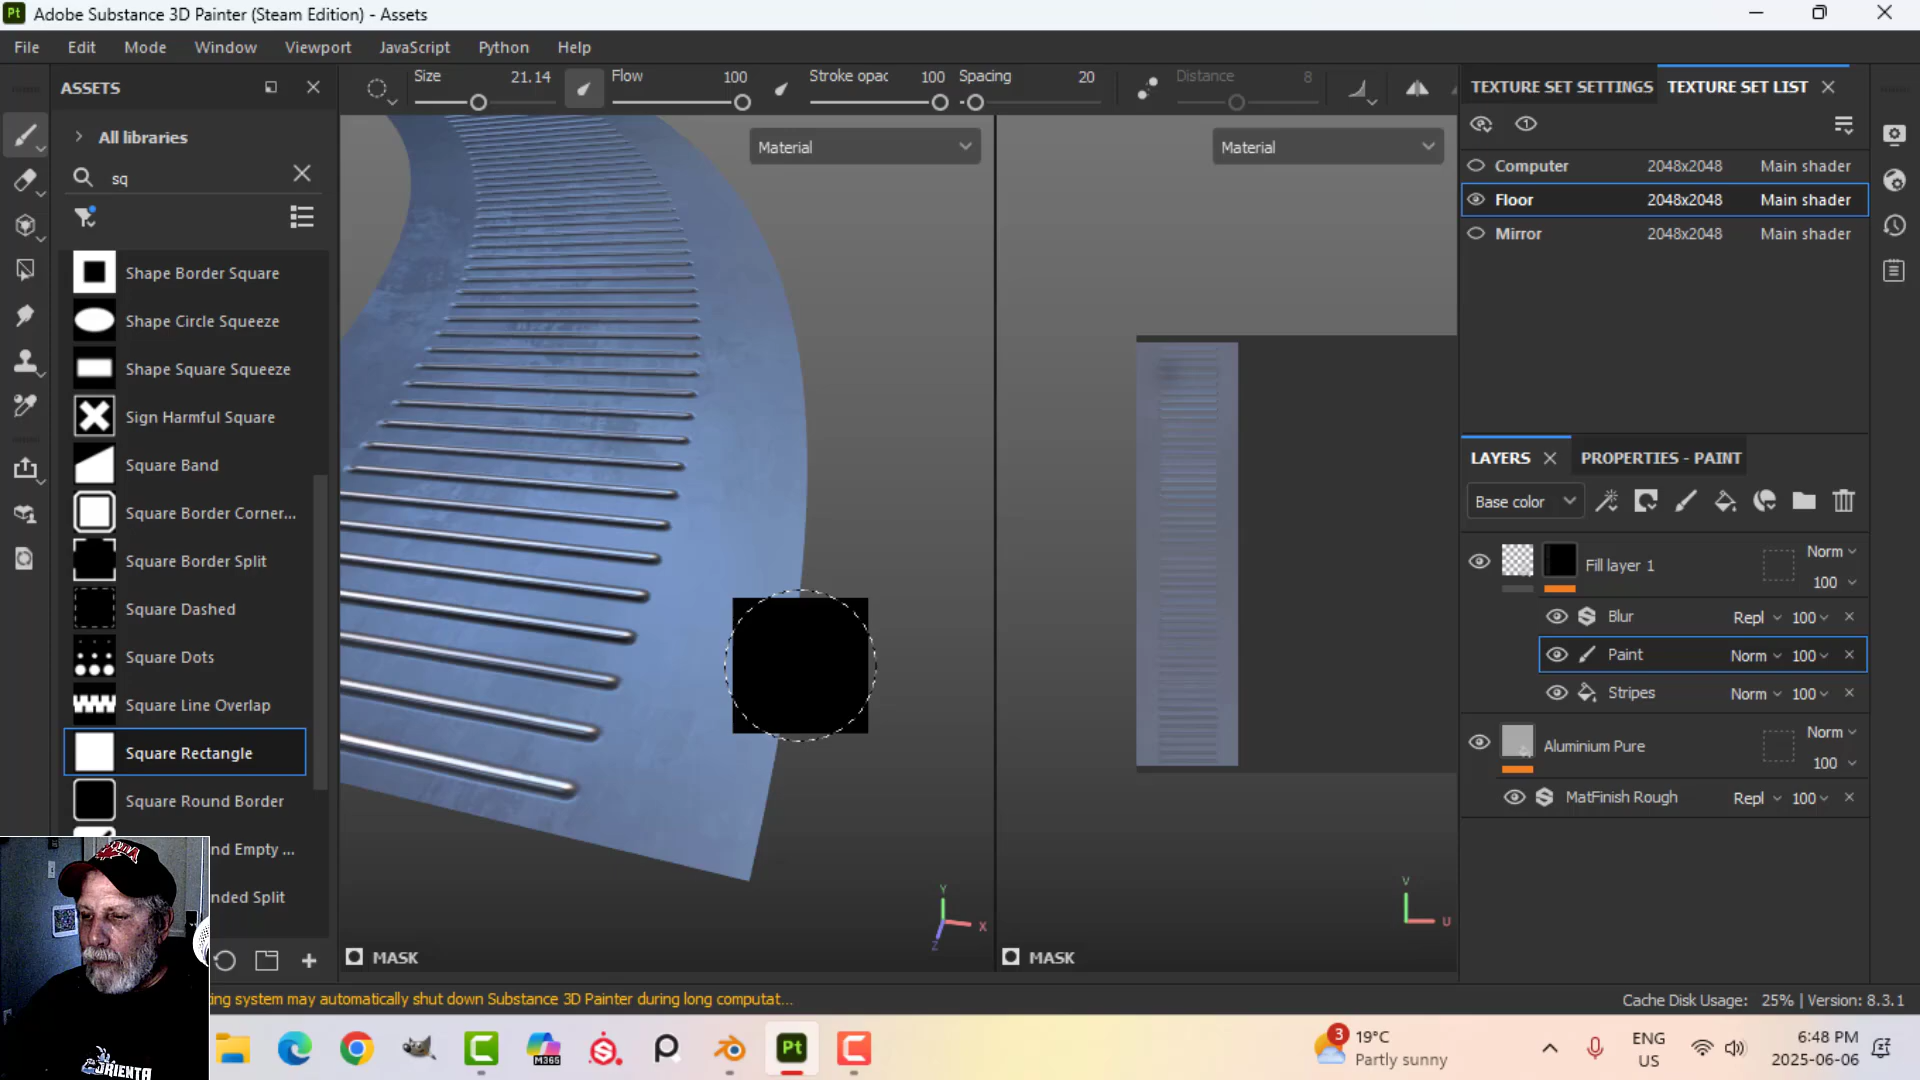 Pt Adobe Substance 3D Painter (Steam Edition) - Assets
File Edit Mode Window Viewport JavaScript Python Help
ASSETS
All libraries
sq
Shape Border Square
Shape Circle Squeeze
Shape Square Squeeze
Sign Harmful Square
Square Band
Square Border Corner...
Square Border Split
Square Dashed
Square Dots
Square Line Overlap
Square Rectangle
Square Round Border
nd Empty ...
nded Split
Size 21.14 Flow 100 Stroke opac 100 Spacing 20 Distance 8
Material
Material
Y
X
Z
V
U
MASK
MASK
TEXTURE SET SETTINGS TEXTURE SET LIST
Computer 2048x2048 Main shader
Floor 2048x2048 Main shader
Mirror 2048x2048 Main shader
LAYERS PROPERTIES - PAINT
Base color
Fill layer 1 Norm 100
Blur Repl 100
Paint Norm 100
Stripes Norm 100
Aluminium Pure Norm 100
MatFinish Rough Repl 100
ing system may automatically shut down Substance 3D Painter during long computat...
Cache Disk Usage: 25% | Version: 8.3.1
M365
Pt
3
19°C
Partly sunny
ENG
US
6:48 PM
2025-06-06